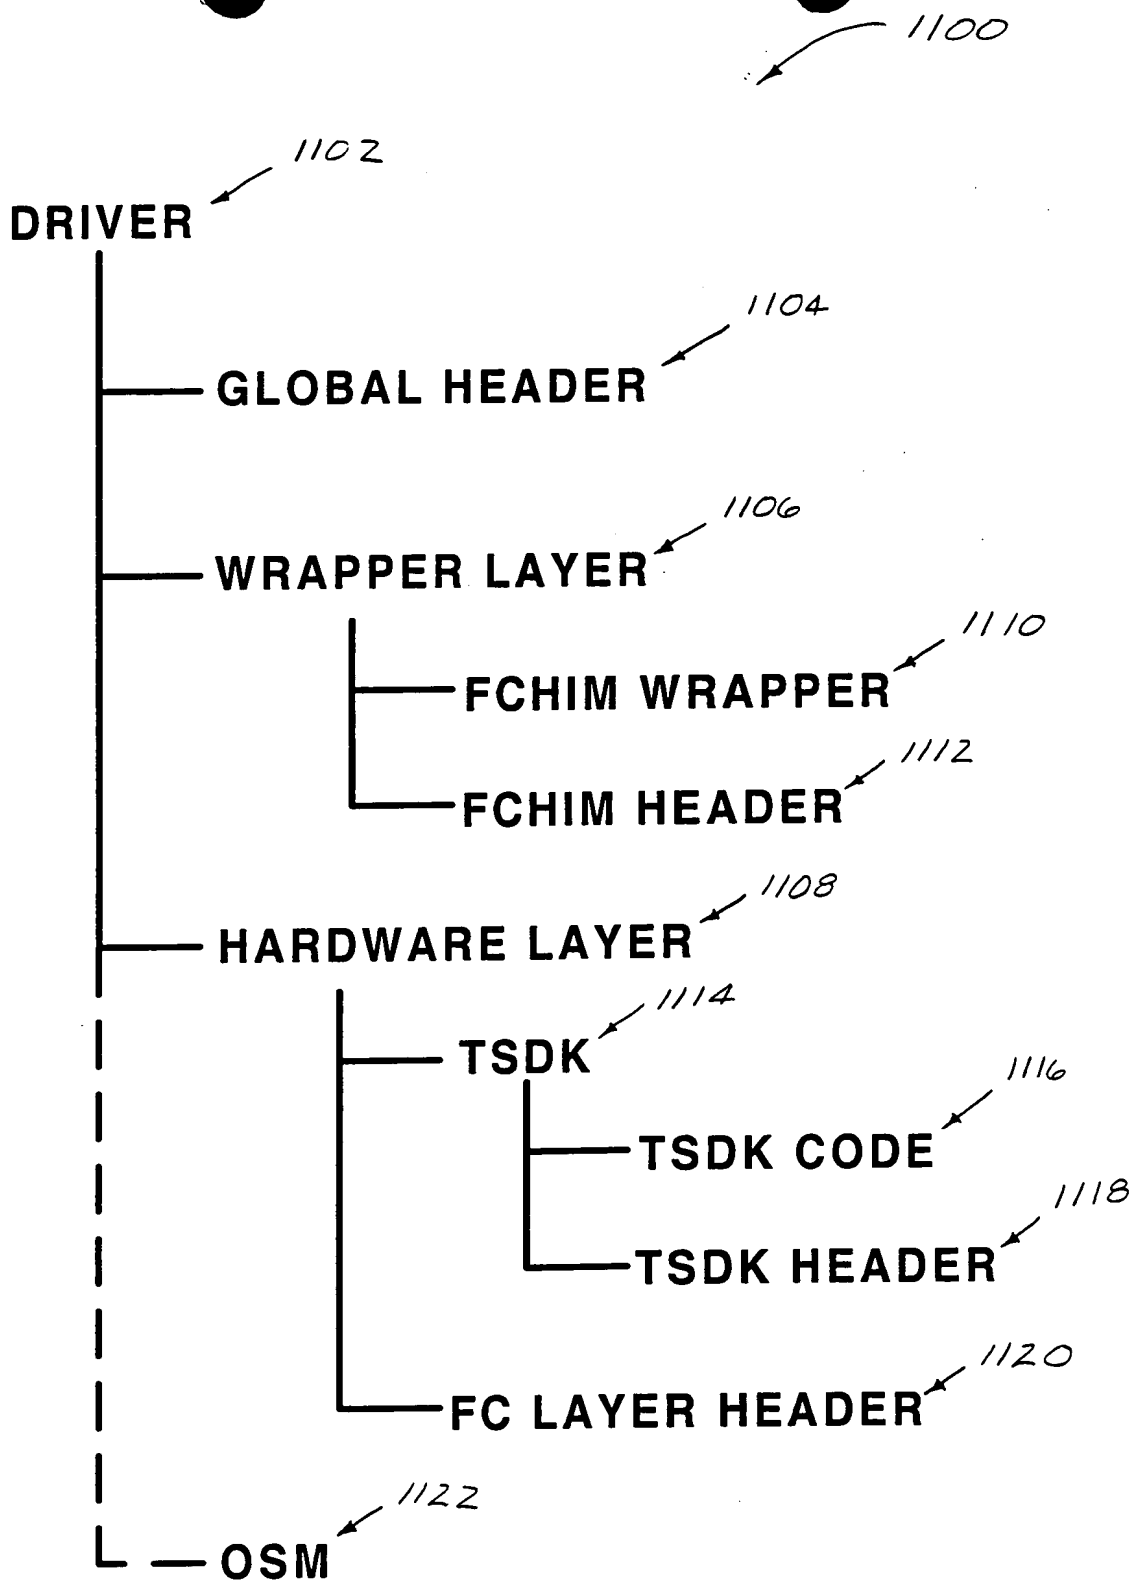 1100
1102
DRIVER
1104
GLOBAL HEADER
1106
WRAPPER LAYER
1110
FCHIM WRAPPER
1112
FCHIM HEADER
1108
HARDWARE LAYER
1114
TSDK
1116
TSDK CODE
1118
TSDK HEADER
1120
FC LAYER HEADER
1122
OSM